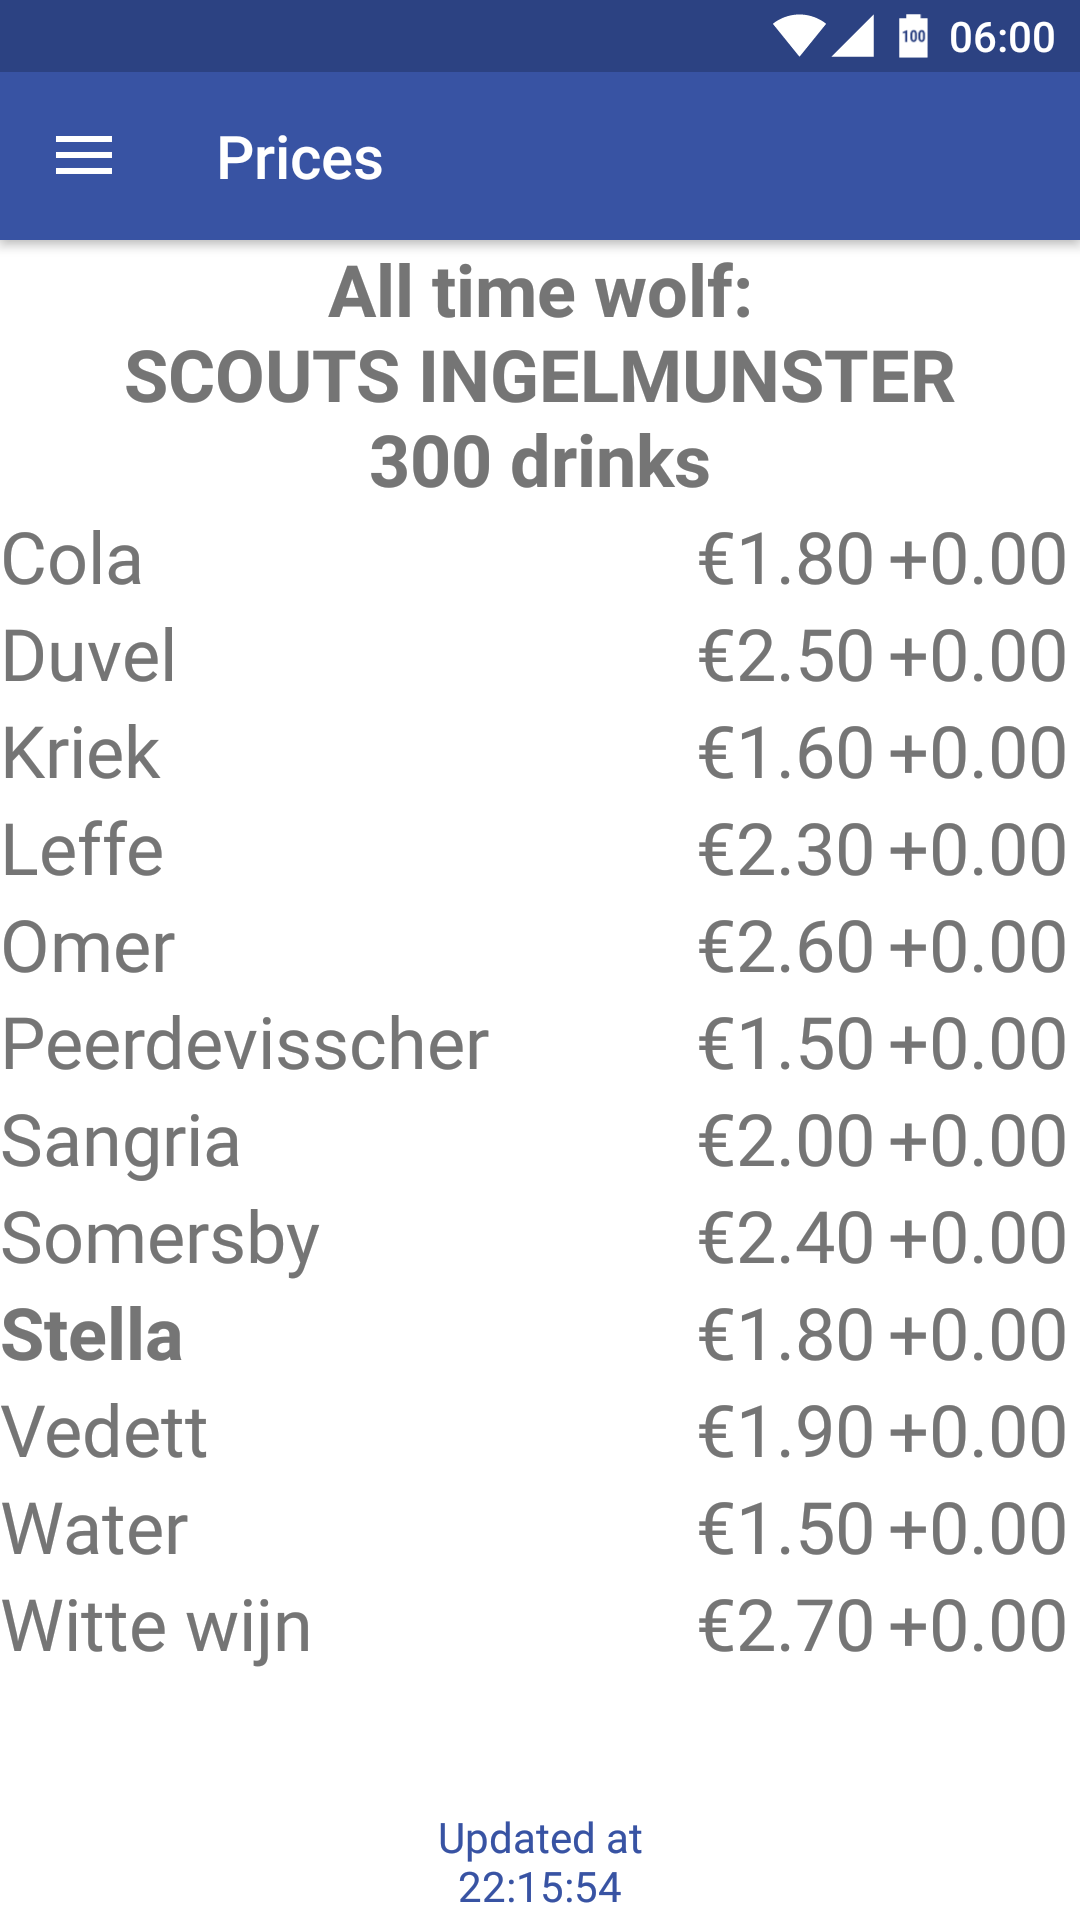 100 06:00
Prices
All time wolf:
SCOUTS INGELMUNSTER
300 drinks
Cola €1.80 +0.00
Duvel €2.50 +0.00
Kriek €1.60 +0.00
Leffe €2.30 +0.00
Omer €2.60 +0.00
Peerdevisscher €1.50 +0.00
Sangria €2.00 +0.00
Somersby €2.40 +0.00
Stella €1.80 +0.00
Vedett €1.90 +0.00
Water €1.50 +0.00
Witte wijn €2.70 +0.00
Updated at
22:15:54